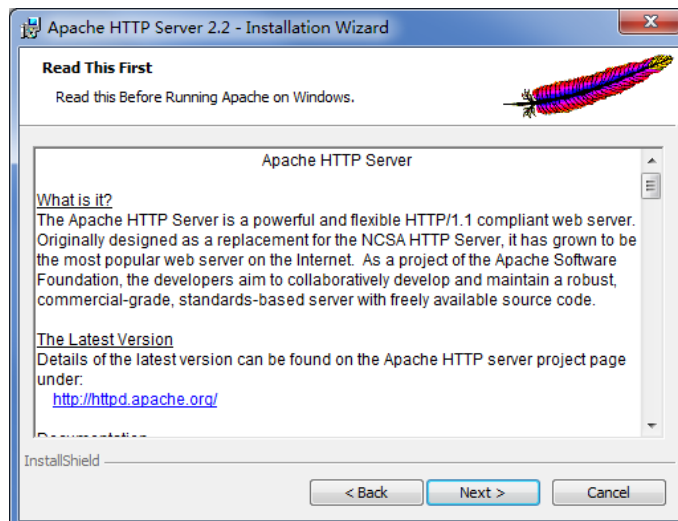 Apache HTTP Server 2.2 - Installation Wizard
Read This First
Read this Before Running Apache on Windows.
Apache HTTP Server
What is it?
The Apache HTTP Server is a powerful and flexible HTTP/1.1 compliant web server.
Originally designed as a replacement for the NCSA HTTP Server, it has grown to be
the most popular web server on the Internet.  As a project of the Apache Software
Foundation, the developers aim to collaboratively develop and maintain a robust,
commercial-grade, standards-based server with freely available source code.
The Latest Version
Details of the latest version can be found on the Apache HTTP server project page
under:
http://httpd.apache.org/
Documentation
InstallShield
< Back
Next >
Cancel